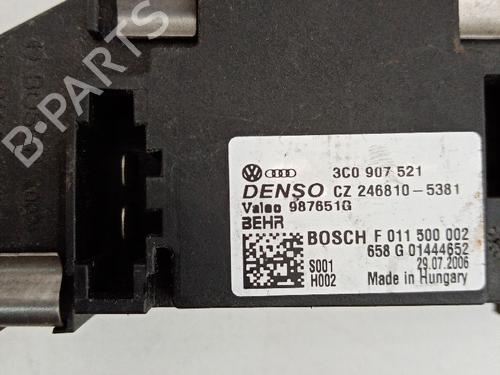 B-PARTS
3C0 907 521
DENSO CZ 246810-5381
Valeo 987651G
BEHR
BOSCH F 011 500 002
658 G 01444652
S001 29.07.2006
H002 Made in Hungary